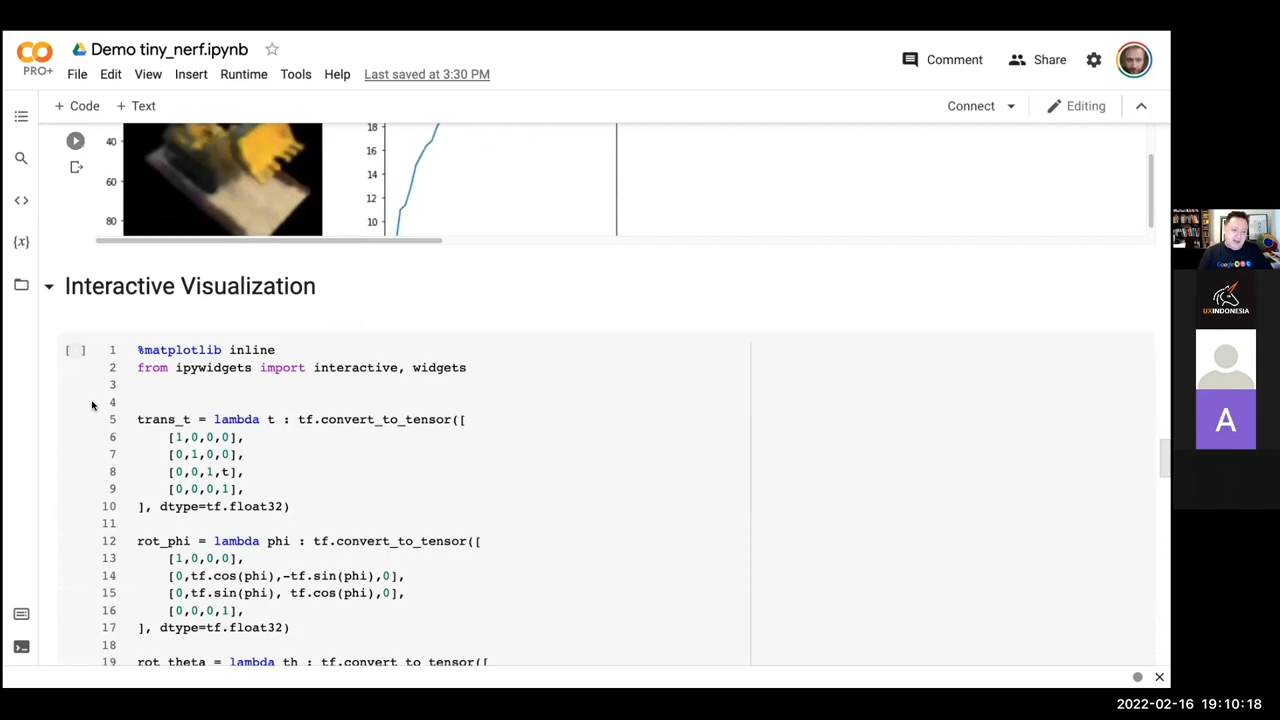 Demo tiny_nerf.ipynb
PRO+
File Edit View Insert Runtime Tools Help Last saved at 3:30 PM
Comment
Share
+ Code + Text
Connect
Editing
40
60
80
18
16
14
12
10
Interactive Visualization
[ ]
1 %matplotlib inline
2 from ipywidgets import interactive, widgets
3
4
5 trans_t = lambda t : tf.convert_to_tensor([
6 [1,0,0,0],
7 [0,1,0,0],
8 [0,0,1,t],
9 [0,0,0,1],
10 ], dtype=tf.float32)
11
12 rot_phi = lambda phi : tf.convert_to_tensor([
13 [1,0,0,0],
14 [0,tf.cos(phi),-tf.sin(phi),0],
15 [0,tf.sin(phi), tf.cos(phi),0],
16 [0,0,0,1],
17 ], dtype=tf.float32)
18
19 rot_theta = lambda th : tf.convert_to_tensor([
Google
UXINDONESIA
A
2022-02-16 19:10:18